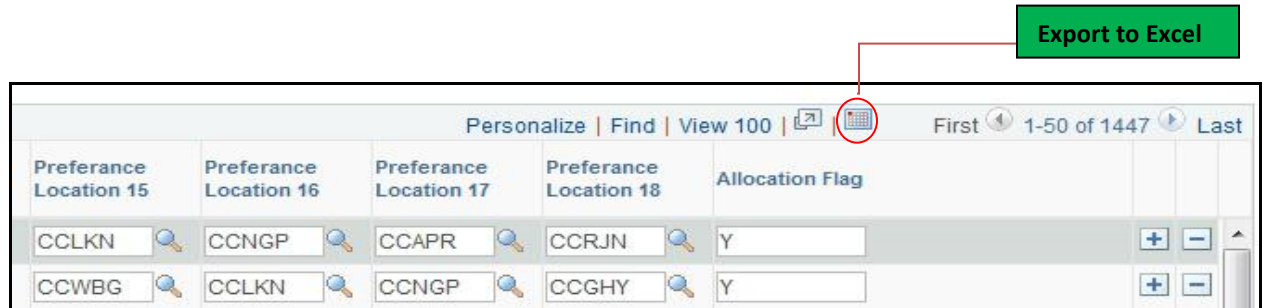 Export to Excel
Personalize | Find | View 100 | | First 1-50 of 1447 Last
Preferance Location 15 Preferance Location 16 Preferance Location 17 Preferance Location 18 Allocation Flag
CCLKN CCNGP CCAPR CCRJN Y
CCWBG CCLKN CCNGP CCGHY Y